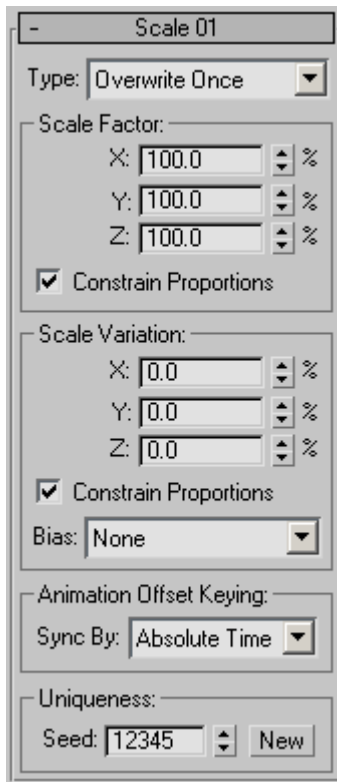 - Scale 01
Type: Overwrite Once
Scale Factor:
X: 100.0 %
Y: 100.0 %
Z: 100.0 %
Constrain Proportions
Scale Variation:
X: 0.0 %
Y: 0.0 %
Z: 0.0 %
Constrain Proportions
Bias: None
Animation Offset Keying:
Sync By: Absolute Time
Uniqueness:
Seed: 12345 New